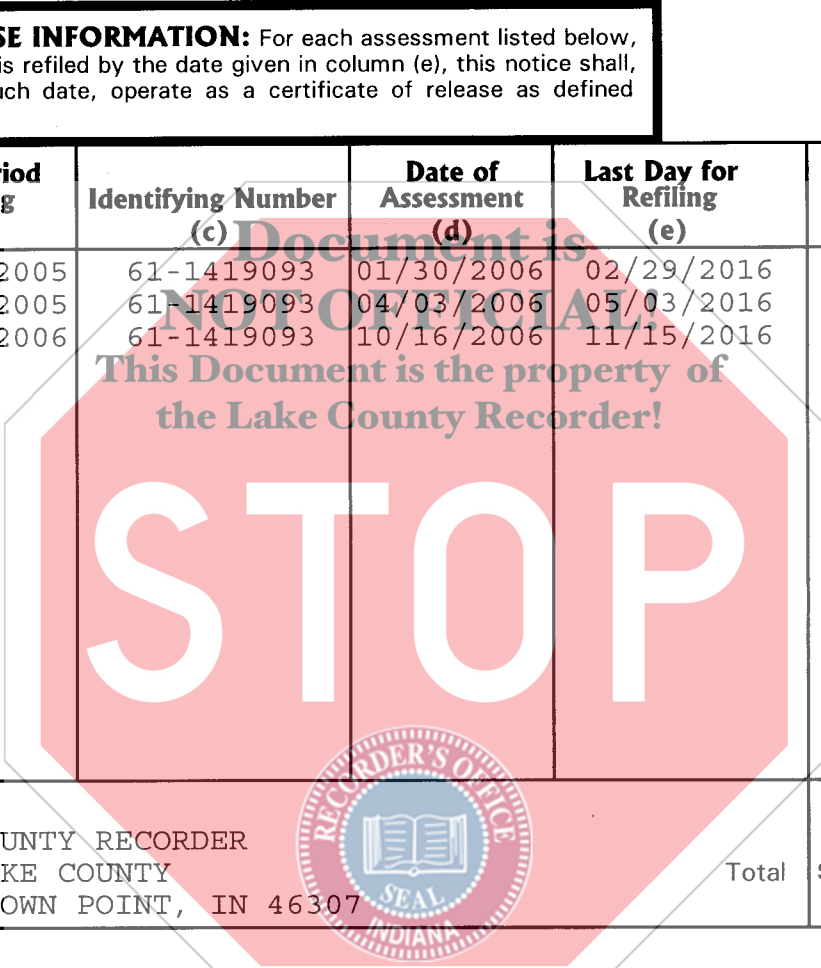 SE INFORMATION: For each assessment listed below,
is refiled by the date given in column (e), this notice shall,
uch date, operate as a certificate of release as defined
riod
g
Identifying Number
(c)
Date of
Assessment
(d)
Last Day for
Refiling
(e)
Document is
NOT OFFICIAL!
This Document is the property of
the Lake County Recorder!
2005 61-1419093 01/30/2006 02/29/2016
2005 61-1419093 04/03/2006 05/03/2016
2006 61-1419093 10/16/2006 11/15/2016
STOP
RECORDER'S OFFICE
SEAL
INDIANA
UNTY RECORDER
KE COUNTY
OWN POINT, IN 46307
Total